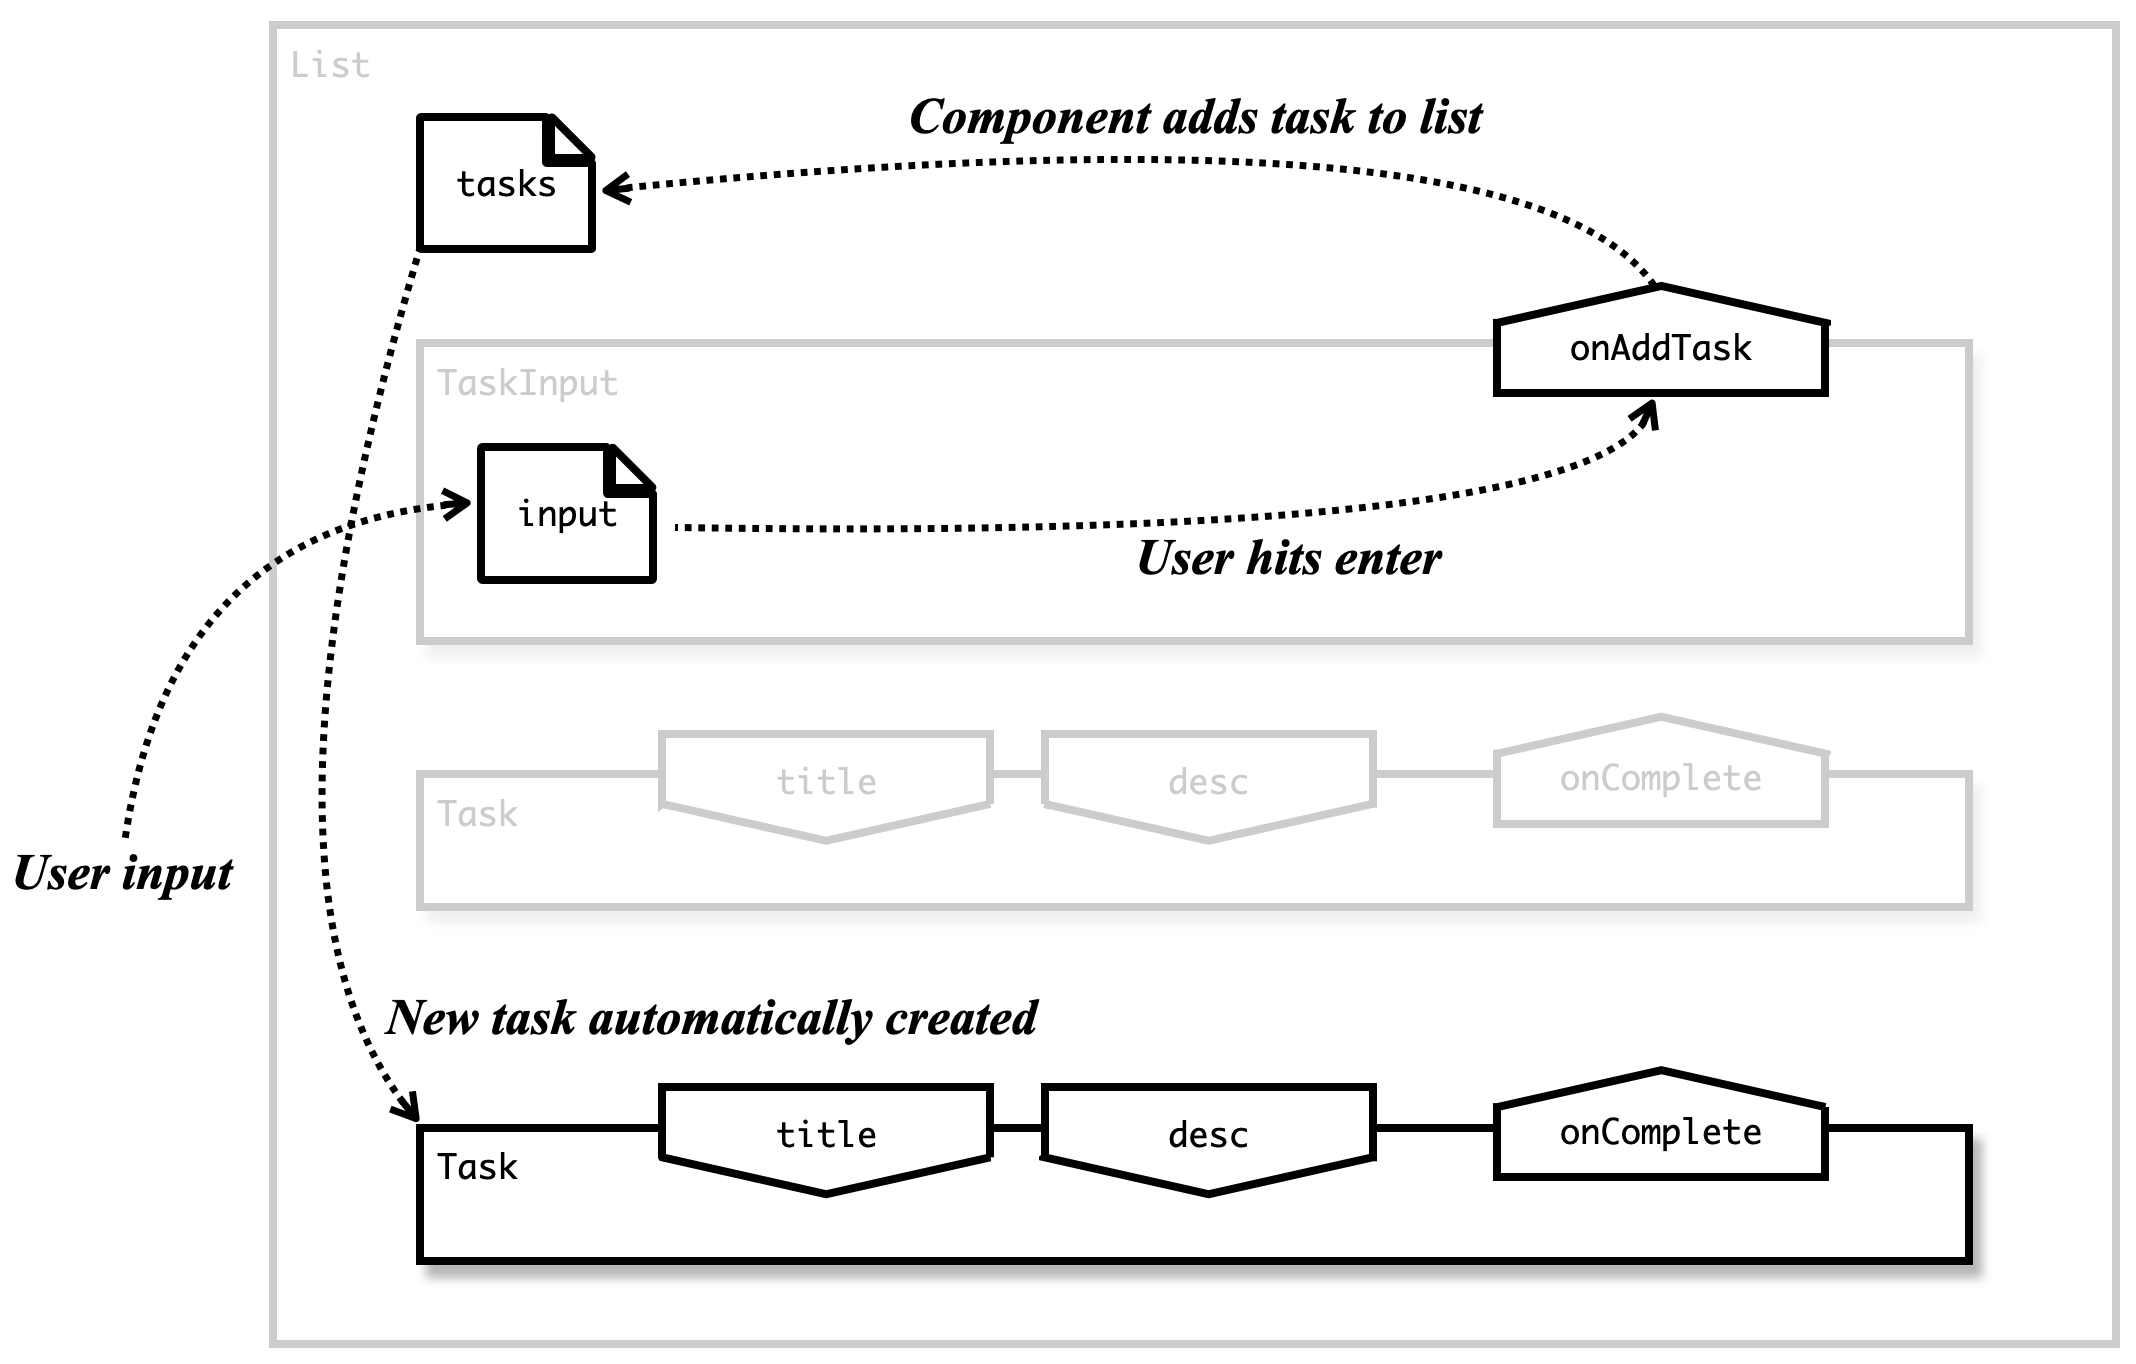 List
Component adds task to list
tasks
onAddTask
TaskInput
input
User hits enter
title
desc
onComplete
Task
User input
New task automatically created
title
desc
onComplete
Task